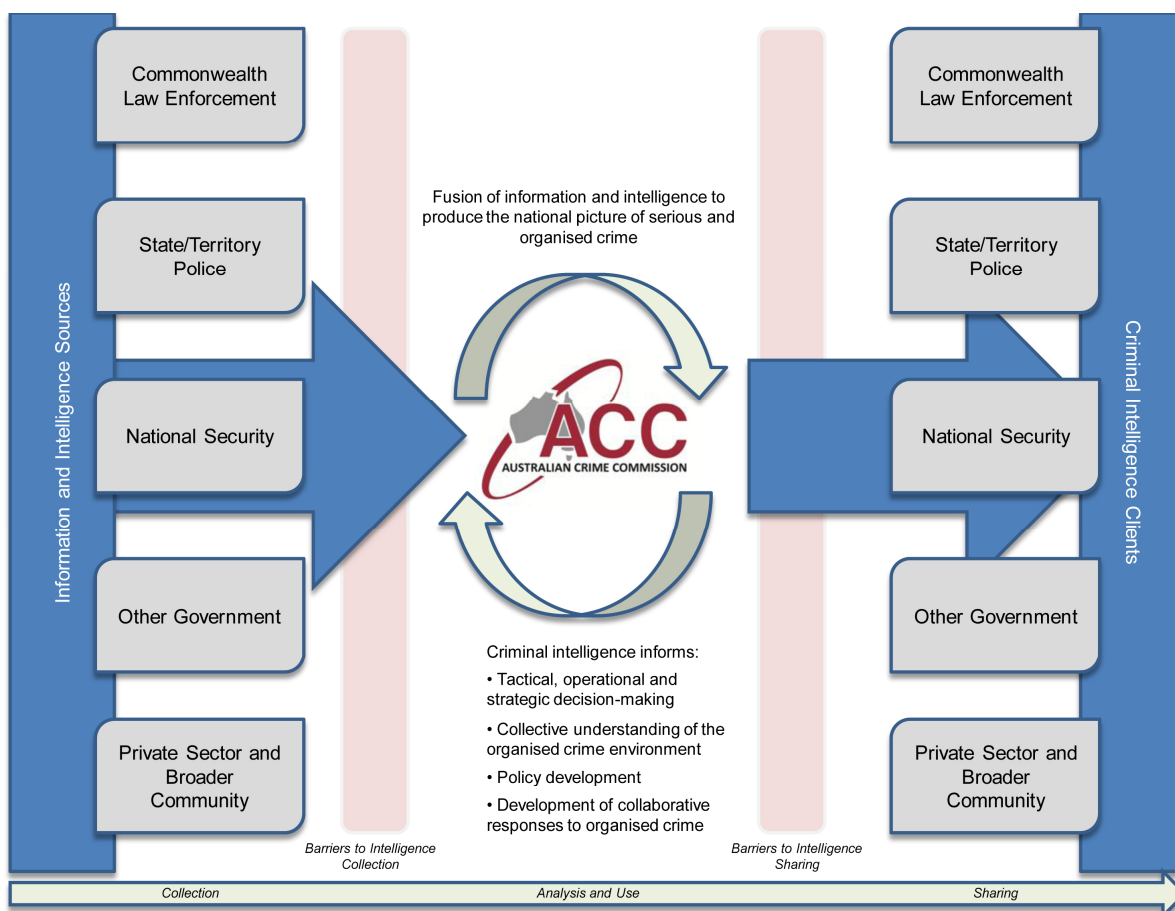 Information and Intelligence Sources
Commonwealth
Law Enforcement
State/Territory
Police
National Security
Other Government
Private Sector and
Broader
Community
Barriers to Intelligence
Collection
Fusion of information and intelligence to
produce the national picture of serious and
organised crime
ACC
AUSTRALIAN CRIME COMMISSION
Criminal intelligence informs:
• Tactical, operational and
strategic decision-making
• Collective understanding of the
organised crime environment
• Policy development
• Development of collaborative
responses to organised crime
Barriers to Intelligence
Sharing
Commonwealth
Law Enforcement
State/Territory
Police
National Security
Other Government
Private Sector and
Broader
Community
Criminal Intelligence Clients
Collection
Analysis and Use
Sharing